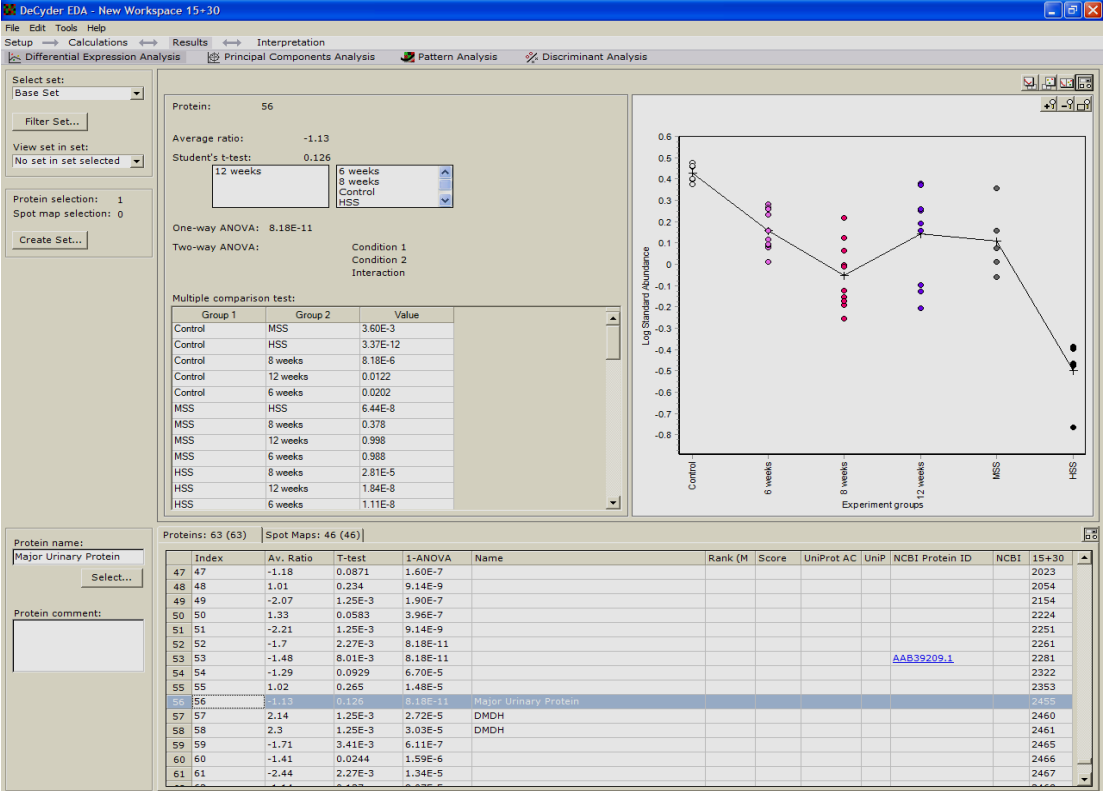 DeCyder EDA - New Workspace 15+30
File Edit Tools Help
Setup Calculations Results Interpretation
Differential Expression Analysis Principal Components Analysis Pattern Analysis Discriminant Analysis
Select set:
Base Set
Filter Set...
View set in set:
No set in set selected
Protein selection: 1
Spot map selection: 0
Create Set...
Protein: 56
Average ratio: -1.13
Student's t-test: 0.126
12 weeks
6 weeks
8 weeks
Control
HSS
One-way ANOVA: 8.18E-11
Two-way ANOVA: Condition 1
Condition 2
Interaction
Multiple comparison test:
Group 1 Group 2 Value
Control MSS 3.60E-3
Control HSS 3.37E-12
Control 8 weeks 8.18E-6
Control 12 weeks 0.0122
Control 6 weeks 0.0202
MSS HSS 6.44E-8
MSS 8 weeks 0.378
MSS 12 weeks 0.998
MSS 6 weeks 0.988
HSS 8 weeks 2.81E-5
HSS 12 weeks 1.84E-8
HSS 6 weeks 1.11E-8
0.6
0.5
0.4
0.3
0.2
0.1
0
-0.1
-0.2
-0.3
-0.4
-0.5
-0.6
-0.7
-0.8
Log Standard Abundance
Control 6 weeks 8 weeks 12 weeks MSS HSS
Experiment groups
Protein name:
Major Urinary Protein
Select...
Protein comment:
Proteins: 63 (63) Spot Maps: 46 (46)
Index Av. Ratio T-test 1-ANOVA Name Rank (M Score UniProt AC UniP NCBI Protein ID NCBI 15+30
47 47 -1.18 0.0871 1.60E-7 2023
48 48 1.01 0.234 9.14E-9 2054
49 49 -2.07 1.25E-3 1.90E-7 2154
50 50 1.33 0.0583 3.96E-7 2224
51 51 -2.21 1.25E-3 9.14E-9 2251
52 52 -1.7 2.27E-3 8.18E-11 2261
53 53 -1.48 8.01E-3 8.18E-11 AAB39209.1 2281
54 54 -1.29 0.0929 6.70E-5 2322
55 55 1.02 0.265 1.48E-5 2353
56 56 -1.13 0.126 8.18E-11 Major Urinary Protein 2455
57 57 2.14 1.25E-3 2.72E-5 DMDH 2460
58 58 2.3 1.25E-3 3.03E-5 DMDH 2461
59 59 -1.71 3.41E-3 6.11E-7 2465
60 60 -1.41 0.0244 1.59E-6 2466
61 61 -2.44 2.27E-3 1.34E-5 2467